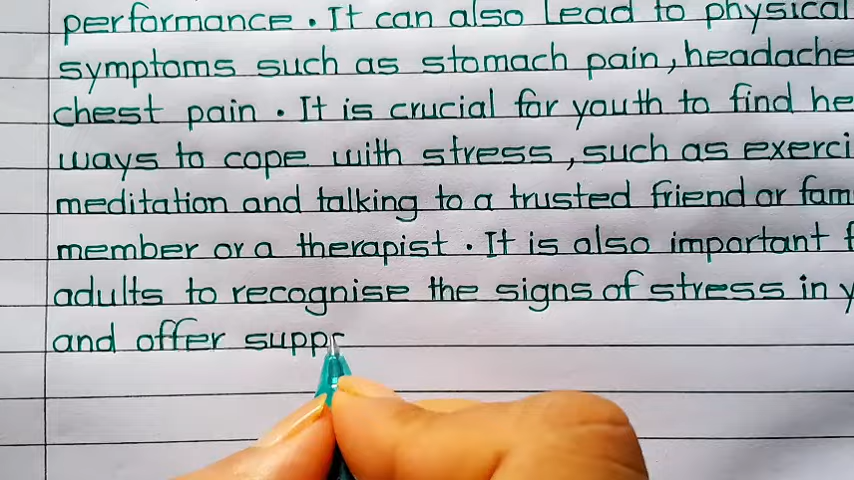 performance. It can also lead to physical
symptoms such as stomach pain, headache
chest pain. It is crucial for youth to find he
ways to cope with stress, such as exerci
meditation and talking to a trusted friend or fam
member or a therapist. It is also important f
adults to recognise the signs of stress in y
and offer supp